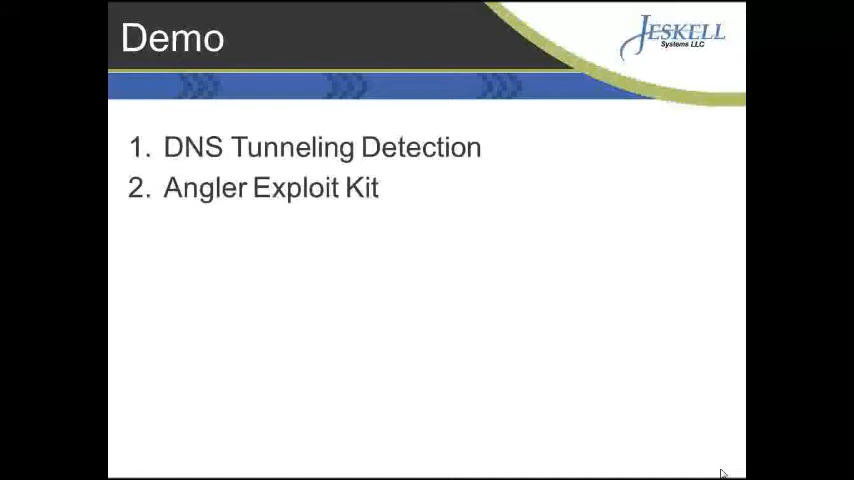 Demo
JESKELL
Systems LLC
1. DNS Tunneling Detection
2. Angler Exploit Kit